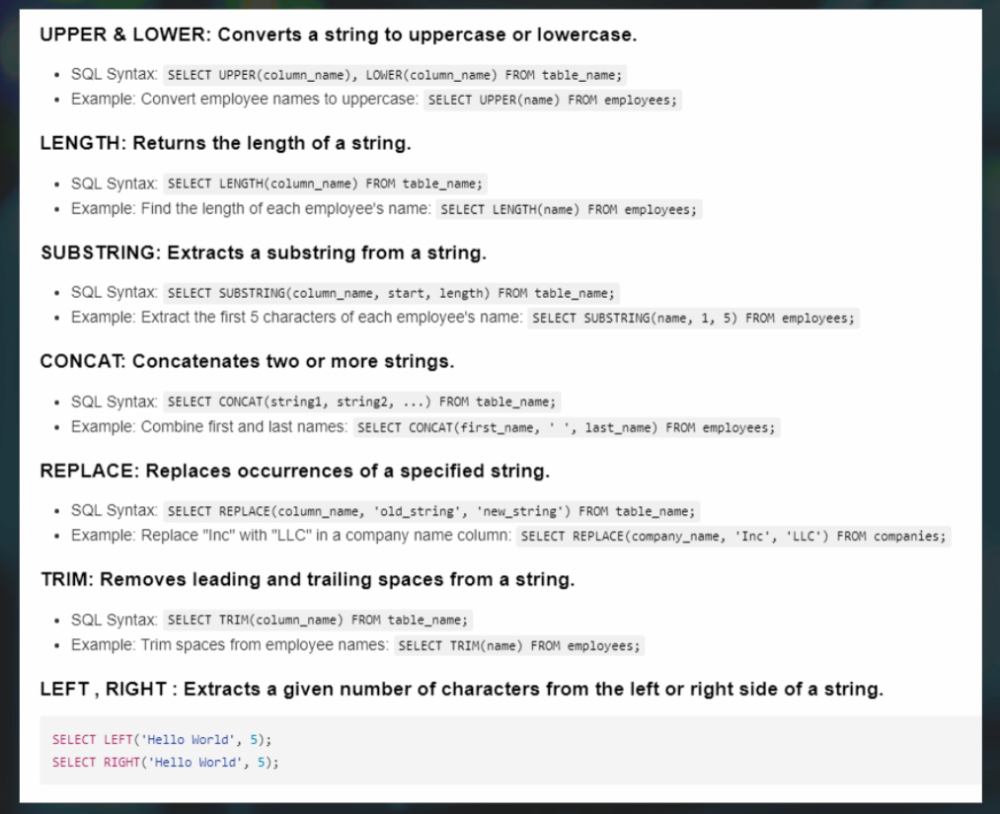 UPPER & LOWER: Converts a string to uppercase or lowercase.
• SQL Syntax: SELECT UPPER(column_name), LOWER(column_name) FROM table_name;
• Example: Convert employee names to uppercase: SELECT UPPER(name) FROM employees;
LENGTH: Returns the length of a string.
• SQL Syntax: SELECT LENGTH(column_name) FROM table_name;
• Example: Find the length of each employee's name: SELECT LENGTH(name) FROM employees;
SUBSTRING: Extracts a substring from a string.
• SQL Syntax: SELECT SUBSTRING(column_name, start, length) FROM table_name;
• Example: Extract the first 5 characters of each employee's name: SELECT SUBSTRING(name, 1, 5) FROM employees;
CONCAT: Concatenates two or more strings.
• SQL Syntax: SELECT CONCAT(string1, string2, ...) FROM table_name;
• Example: Combine first and last names: SELECT CONCAT(first_name, ' ', last_name) FROM employees;
REPLACE: Replaces occurrences of a specified string.
• SQL Syntax: SELECT REPLACE(column_name, 'old_string', 'new_string') FROM table_name;
• Example: Replace "Inc" with "LLC" in a company name column: SELECT REPLACE(company_name, 'Inc', 'LLC') FROM companies;
TRIM: Removes leading and trailing spaces from a string.
• SQL Syntax: SELECT TRIM(column_name) FROM table_name;
• Example: Trim spaces from employee names: SELECT TRIM(name) FROM employees;
LEFT , RIGHT : Extracts a given number of characters from the left or right side of a string.
SELECT LEFT('Hello World', 5);
SELECT RIGHT('Hello World', 5);